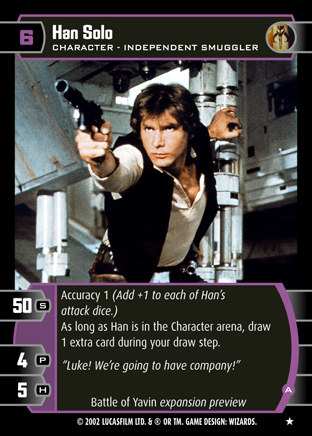 6
Han Solo
CHARACTER - INDEPENDENT SMUGGLER
50 S
Accuracy 1 (Add +1 to each of Han's
attack dice.)
As long as Han is in the Character arena, draw
1 extra card during your draw step.
4 P
"Luke! We're going to have company!"
5 H
Battle of Yavin expansion preview
A
© 2002 LUCASFILM LTD. & ® OR TM. GAME DESIGN: WIZARDS.